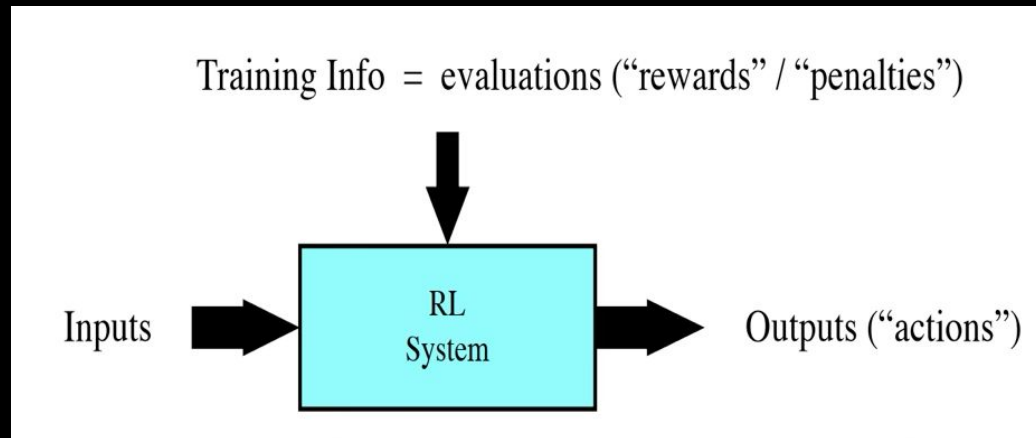 Training Info = evaluations (“rewards” / “penalties”)
RL
System
Inputs
Outputs (“actions”)